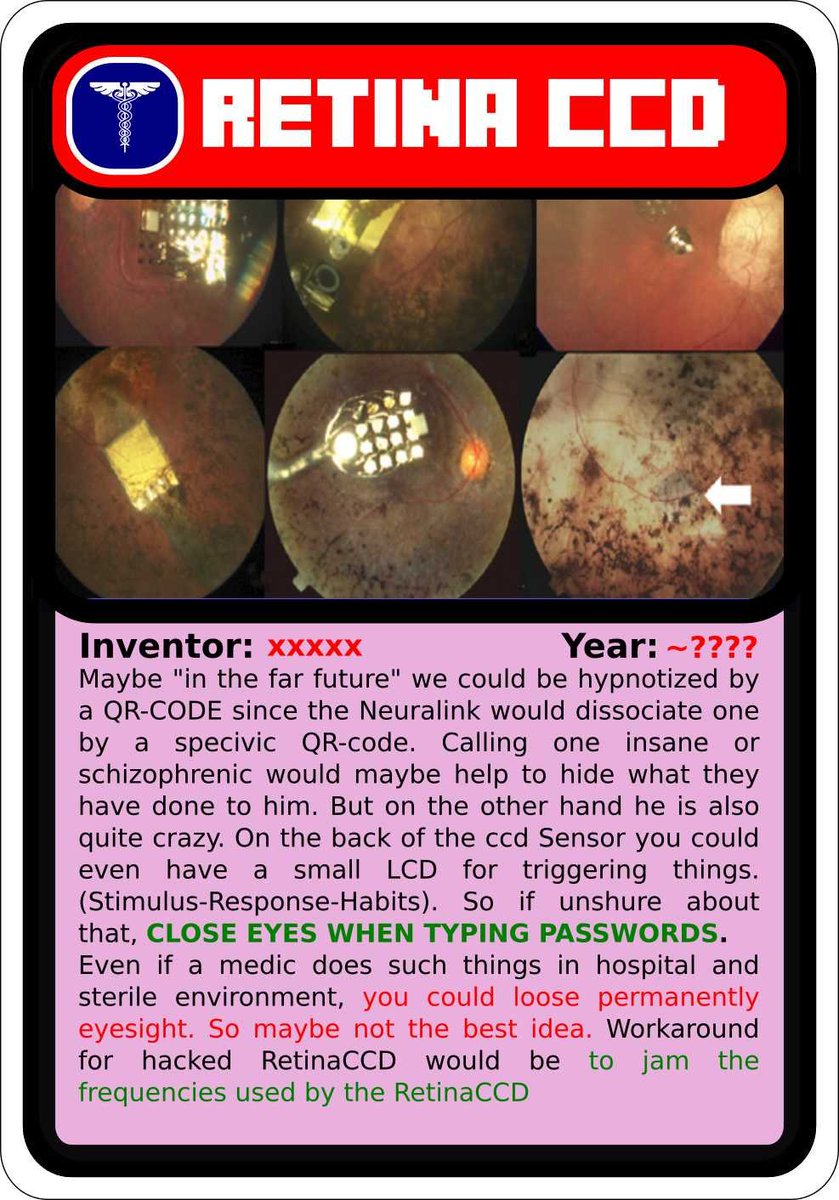 RETINA CCD
Inventor: xxxxx Year: ~????
Maybe "in the far future" we could be hypnotized by
a QR-CODE since the Neuralink would dissociate one
by a specivic QR-code. Calling one insane or
schizophrenic would maybe help to hide what they
have done to him. But on the other hand he is also
quite crazy. On the back of the ccd Sensor you could
even have a small LCD for triggering things.
(Stimulus-Response-Habits). So if unshure about
that, CLOSE EYES WHEN TYPING PASSWORDS.
Even if a medic does such things in hospital and
sterile environment, you could loose permanently
eyesight. So maybe not the best idea. Workaround
for hacked RetinaCCD would be to jam the
frequencies used by the RetinaCCD